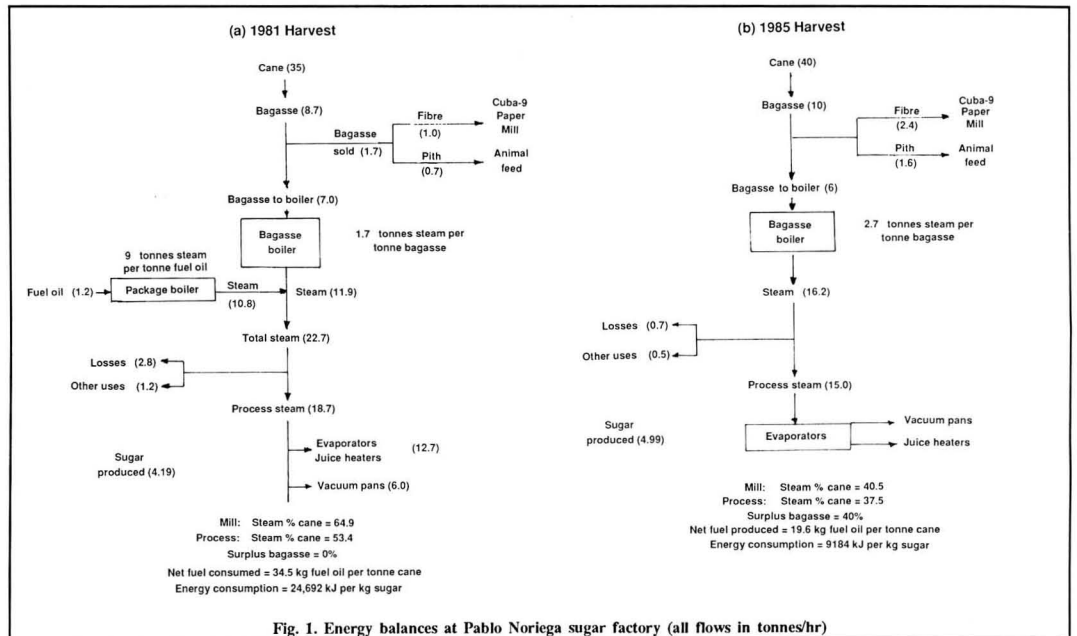 (a) 1981 Harvest
Cane (35)
Bagasse (8.7)
Bagasse
sold (1.7)
Fibre
(1.0)
Cuba-9
Paper
Mill
Pith
(0.7)
Animal
feed
Bagasse to boiler (7.0)
Bagasse
boiler
1.7 tonnes steam per
tonne bagasse
9 tonnes steam
per tonne fuel oil
Fuel oil (1.2)
Package boiler
Steam
(10.8)
Steam (11.9)
Total steam (22.7)
Losses (2.8)
Other uses (1.2)
Process steam (18.7)
Evaporators
Juice heaters
(12.7)
Sugar
produced (4.19)
Vacuum pans (6.0)
Mill: Steam % cane = 64.9
Process: Steam % cane = 53.4
Surplus bagasse = 0%
Net fuel consumed = 34.5 kg fuel oil per tonne cane
Energy consumption = 24,692 kJ per kg sugar
(b) 1985 Harvest
Cane (40)
Bagasse (10)
Fibre
(2.4)
Cuba-9
Paper
Mill
Pith
(1.6)
Animal
feed
Bagasse to boiler (6)
Bagasse
boiler
2.7 tonnes steam per
tonne bagasse
Steam (16.2)
Losses (0.7)
Other uses (0.5)
Process steam (15.0)
Sugar
produced (4.99)
Evaporators
Vacuum pans
Juice heaters
Mill: Steam % cane = 40.5
Process: Steam % cane = 37.5
Surplus bagasse = 40%
Net fuel produced = 19.6 kg fuel oil per tonne cane
Energy consumption = 9184 kJ per kg sugar
Fig. 1. Energy balances at Pablo Noriega sugar factory (all flows in tonnes/hr)